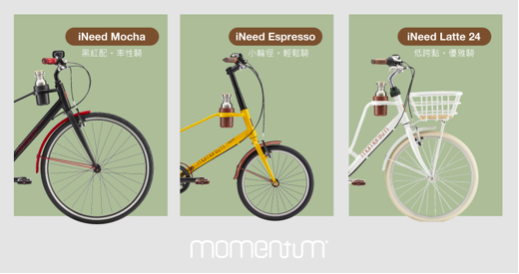 iNeed Mocha
黑紅配，率性騎
iNeed Espresso
小輪徑，輕鬆騎
iNeed Latte 24
低跨點，優雅騎
momentum